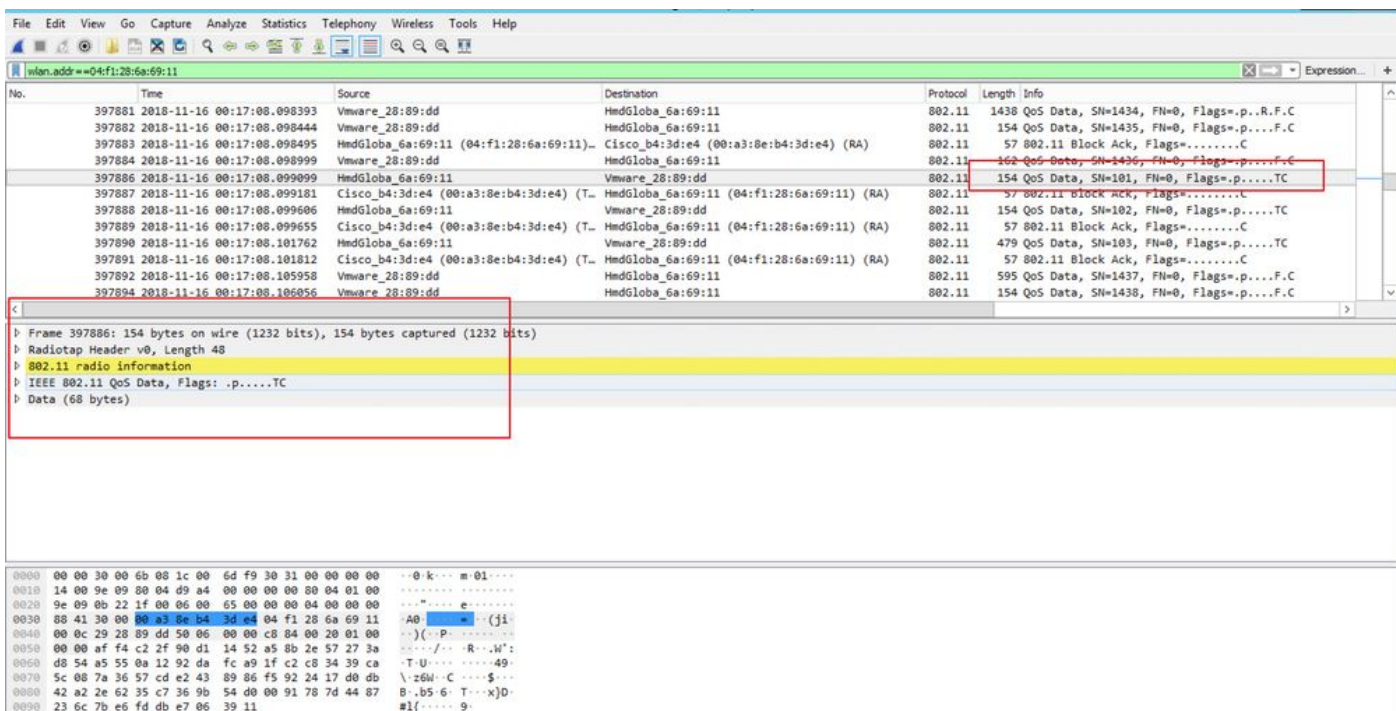 File Edit View Go Capture Analyze Statistics Telephony Wireless Tools Help
wlan.addr==04:f1:28:6a:69:11 Expression... +
No. Time Source Destination Protocol Length Info
397881 2018-11-16 00:17:08.098393 Vmware_28:89:dd HmdGloba_6a:69:11 802.11 1438 QoS Data, SN=1434, FN=0, Flags=.p..R.F.C
397882 2018-11-16 00:17:08.098444 Vmware_28:89:dd HmdGloba_6a:69:11 802.11 154 QoS Data, SN=1435, FN=0, Flags=.p....F.C
397883 2018-11-16 00:17:08.098495 HmdGloba_6a:69:11 (04:f1:28:6a:69:11)… Cisco_b4:3d:e4 (00:a3:8e:b4:3d:e4) (RA) 802.11 57 802.11 Block Ack, Flags=........C
397884 2018-11-16 00:17:08.098999 Vmware_28:89:dd HmdGloba_6a:69:11 802.11 162 QoS Data, SN=1436, FN=0, Flags=.p....F.C
397886 2018-11-16 00:17:08.099099 HmdGloba_6a:69:11 Vmware_28:89:dd 802.11 154 QoS Data, SN=101, FN=0, Flags=.p.....TC
397887 2018-11-16 00:17:08.099181 Cisco_b4:3d:e4 (00:a3:8e:b4:3d:e4) (T… HmdGloba_6a:69:11 (04:f1:28:6a:69:11) (RA) 802.11 57 802.11 Block Ack, Flags=........C
397888 2018-11-16 00:17:08.099606 HmdGloba_6a:69:11 Vmware_28:89:dd 802.11 154 QoS Data, SN=102, FN=0, Flags=.p.....TC
397889 2018-11-16 00:17:08.099655 Cisco_b4:3d:e4 (00:a3:8e:b4:3d:e4) (T… HmdGloba_6a:69:11 (04:f1:28:6a:69:11) (RA) 802.11 57 802.11 Block Ack, Flags=........C
397890 2018-11-16 00:17:08.101762 HmdGloba_6a:69:11 Vmware_28:89:dd 802.11 479 QoS Data, SN=103, FN=0, Flags=.p.....TC
397891 2018-11-16 00:17:08.101812 Cisco_b4:3d:e4 (00:a3:8e:b4:3d:e4) (T… HmdGloba_6a:69:11 (04:f1:28:6a:69:11) (RA) 802.11 57 802.11 Block Ack, Flags=........C
397892 2018-11-16 00:17:08.105958 Vmware_28:89:dd HmdGloba_6a:69:11 802.11 595 QoS Data, SN=1437, FN=0, Flags=.p....F.C
397894 2018-11-16 00:17:08.106056 Vmware_28:89:dd HmdGloba_6a:69:11 802.11 154 QoS Data, SN=1438, FN=0, Flags=.p....F.C
Frame 397886: 154 bytes on wire (1232 bits), 154 bytes captured (1232 bits)
Radiotap Header v0, Length 48
802.11 radio information
IEEE 802.11 QoS Data, Flags: .p.....TC
Data (68 bytes)
0000 00 00 30 00 6b 08 1c 00 6d f9 30 31 00 00 00 00 ··0·k··· m·01····
0010 14 00 9e 09 80 04 d9 a4 00 00 00 00 80 04 01 00 ········ ········
0020 9e 09 0b 22 1f 00 06 00 65 00 00 00 04 00 00 00 ···"···· e·······
0030 88 41 30 00 00 a3 8e b4 3d e4 04 f1 28 6a 69 11 ·A0····· =···(ji·
0040 00 0c 29 28 89 dd 50 06 00 00 c8 84 00 20 01 00 ··)(··P· ····· ··
0050 00 00 af f4 c2 2f 90 d1 14 52 a5 8b 2e 57 27 3a ·····/·· ·R·.W':
0060 d8 54 a5 55 0a 12 92 da fc a9 1f c2 c8 34 39 ca ·T·U···· ·····49·
0070 5c 08 7a 36 57 cd e2 43 89 86 f5 92 24 17 d0 db \·z6W··C ····$···
0080 42 a2 2e 62 35 c7 36 9b 54 d0 00 91 78 7d 44 87 B·.b5·6· T···x}D·
0090 23 6c 7b e6 fd db e7 06 39 11 #l{····· 9·